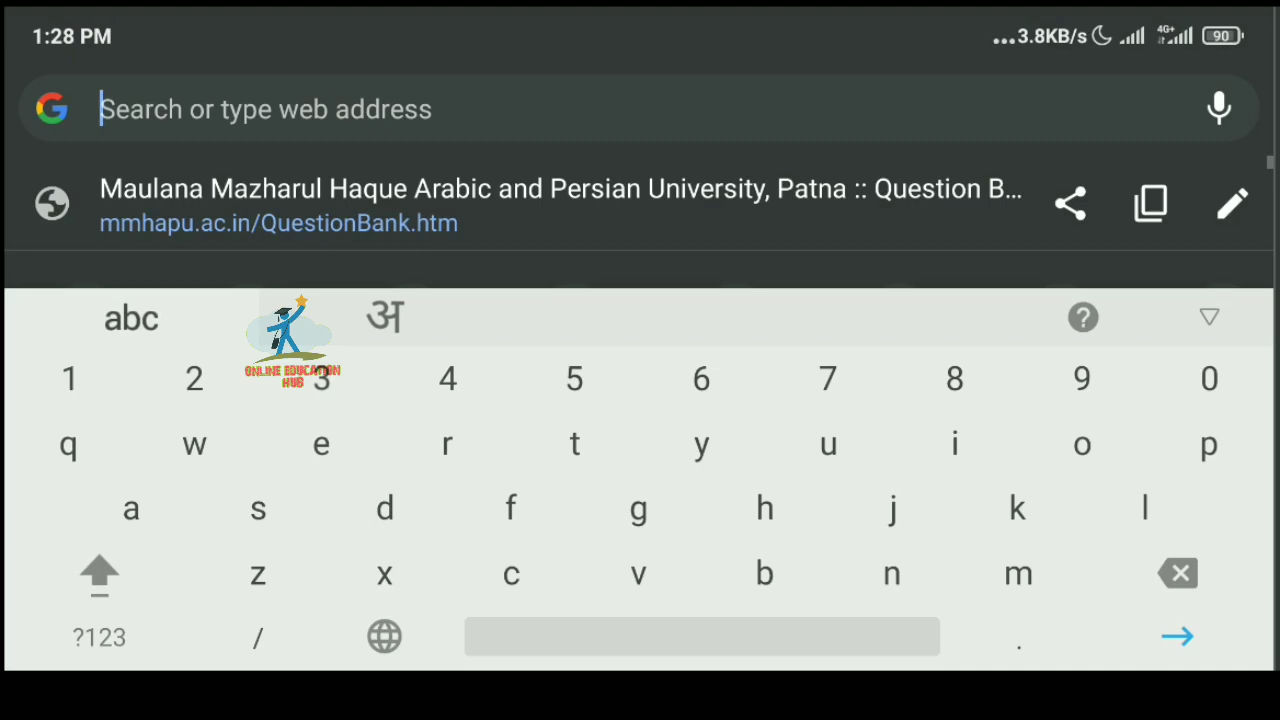 1:28 PM ...3.8KB/s 4G+ 90
Search or type web address
Maulana Mazharul Haque Arabic and Persian University, Patna :: Question B...
mmhapu.ac.in/QuestionBank.htm
abc अ ?
ONLINE EDUCATION
HUB
1 2 3 4 5 6 7 8 9 0
q w e r t y u i o p
a s d f g h j k l
z x c v b n m
?123 / .